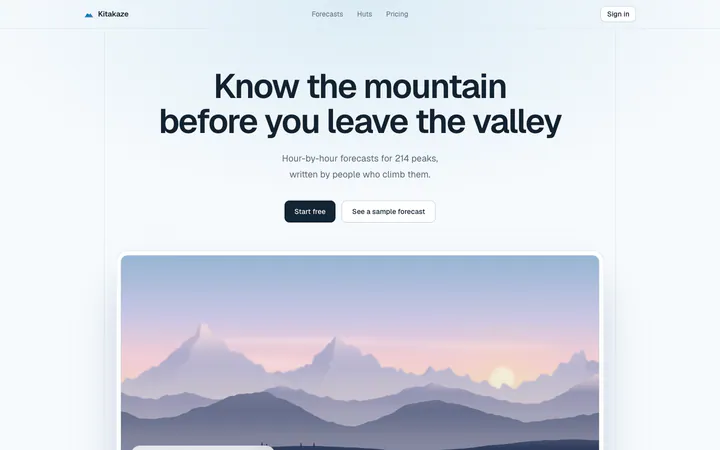 Kitakaze
Forecasts
Huts
Pricing
Sign in
Know the mountain
before you leave the valley
Hour-by-hour forecasts for 214 peaks,
written by people who climb them.
Start free
See a sample forecast